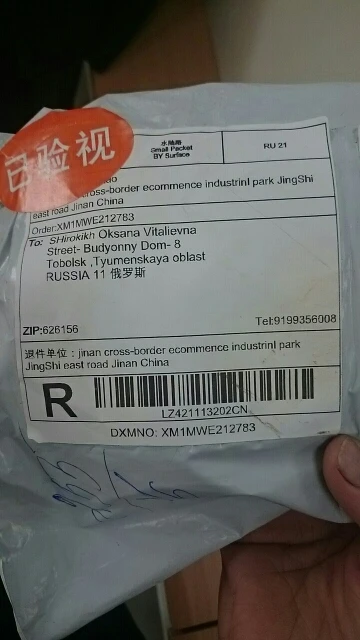 已验视
水陆路
Small Packet
BY Surface
RU 21
cross-border ecommence industrinl park JingShi
east road Jinan China
Order:XM1MWE212783
To: SHirokikh Oksana Vitalievna
Street- Budyonny Dom- 8
Tobolsk ,Tyumenskaya oblast
RUSSIA 11 俄罗斯
ZIP:626156
Tel:9199356008
退件单位：jinan cross-border ecommence industrinl park
JingShi east road Jinan China
R
LZ421113202CN
DXMNO: XM1MWE212783